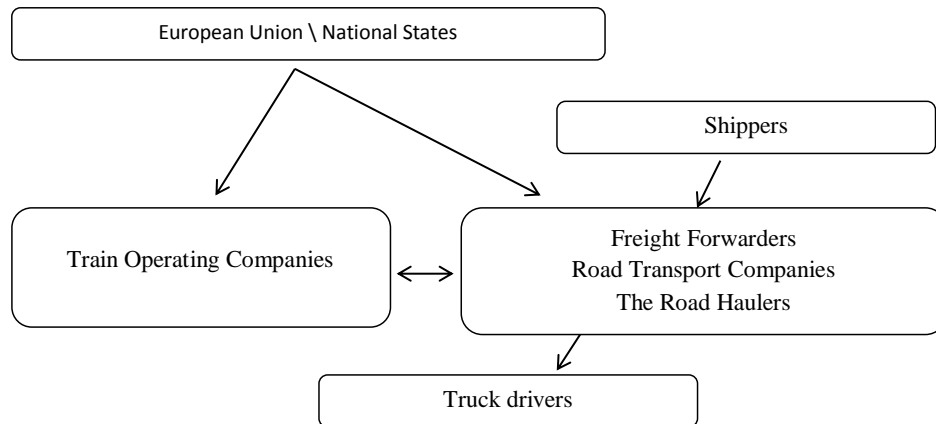 European Union \ National States
Shippers
Train Operating Companies
Freight Forwarders
Road Transport Companies
The Road Haulers
Truck drivers